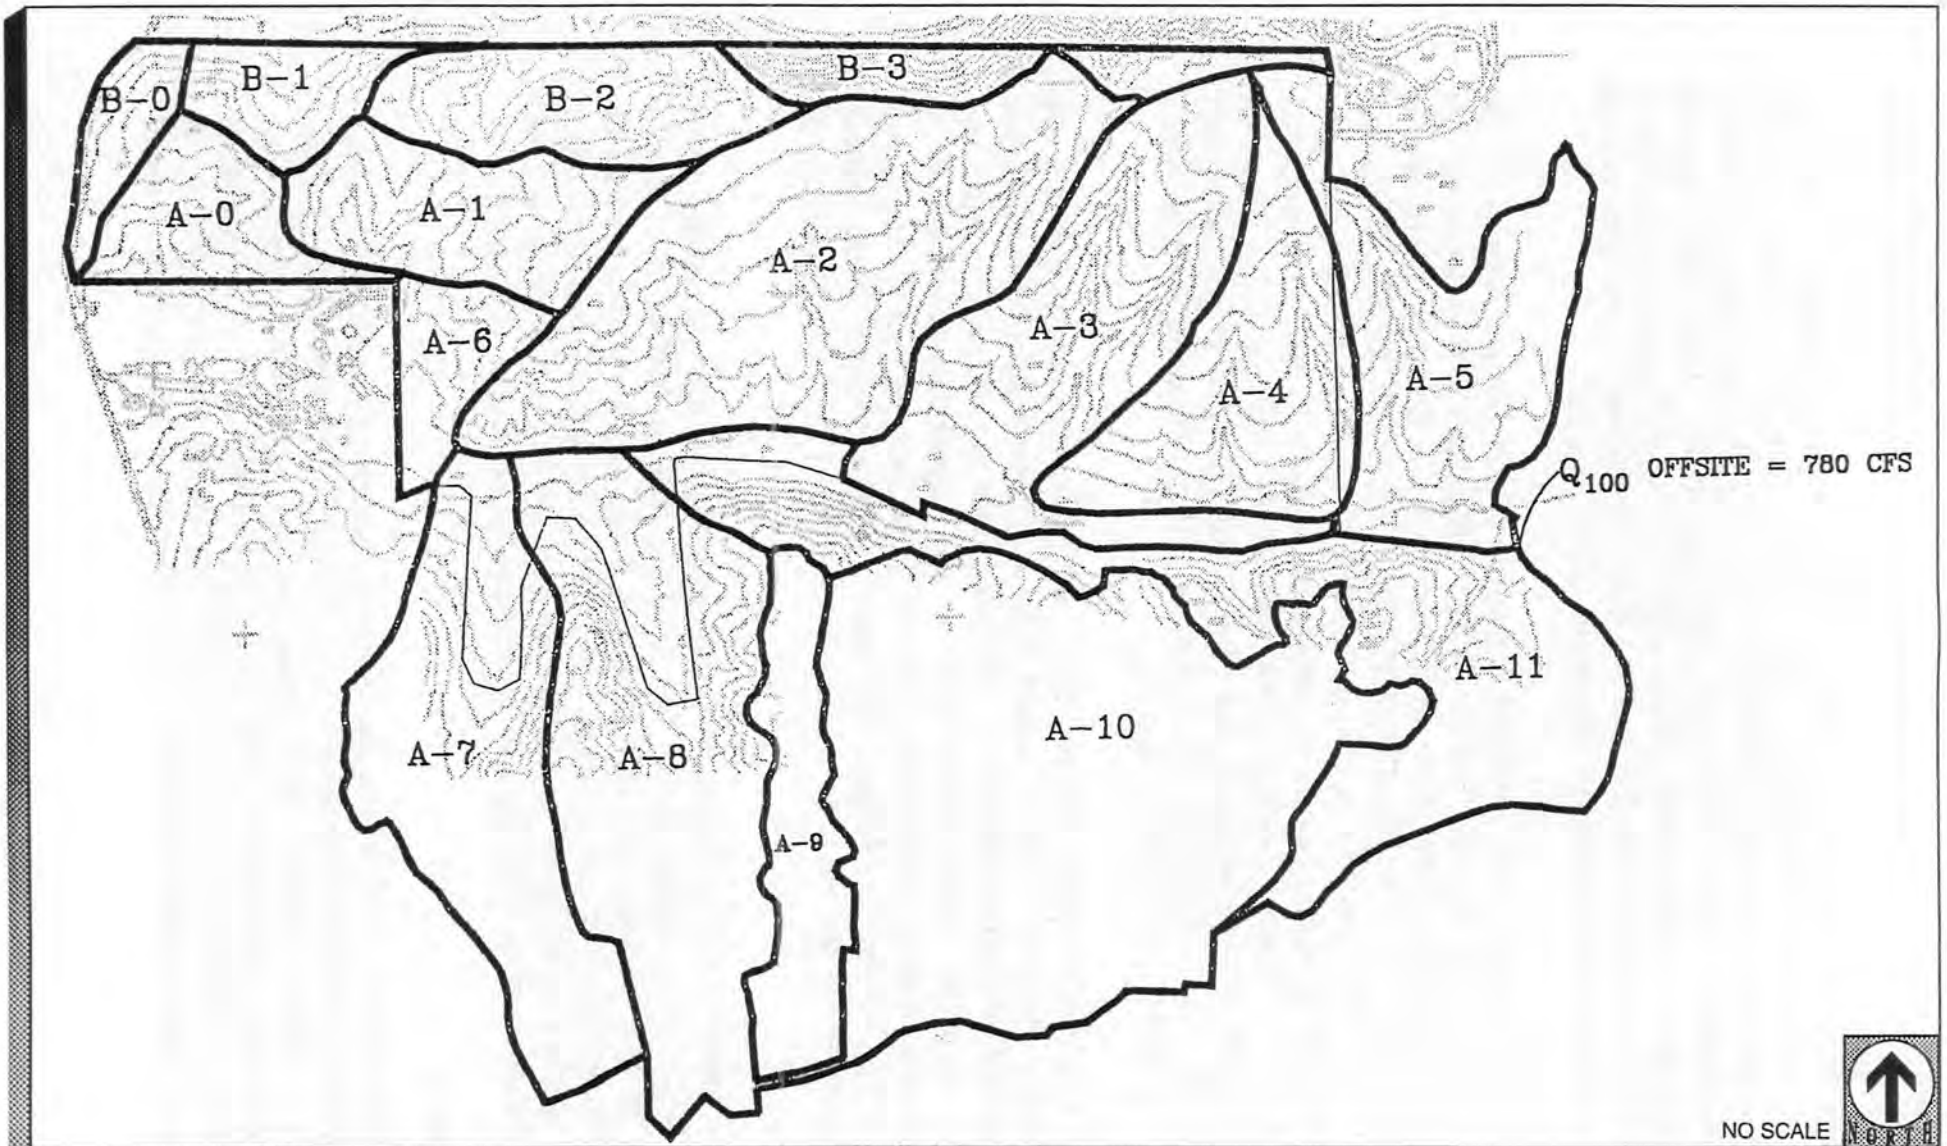 B-0
B-1
B-2
B-3
A-0
A-1
A-2
A-3
A-4
A-5
A-6
Q100 OFFSITE = 780 CFS
A-7
A-8
A-9
A-10
A-11
NO SCALE
NORTH